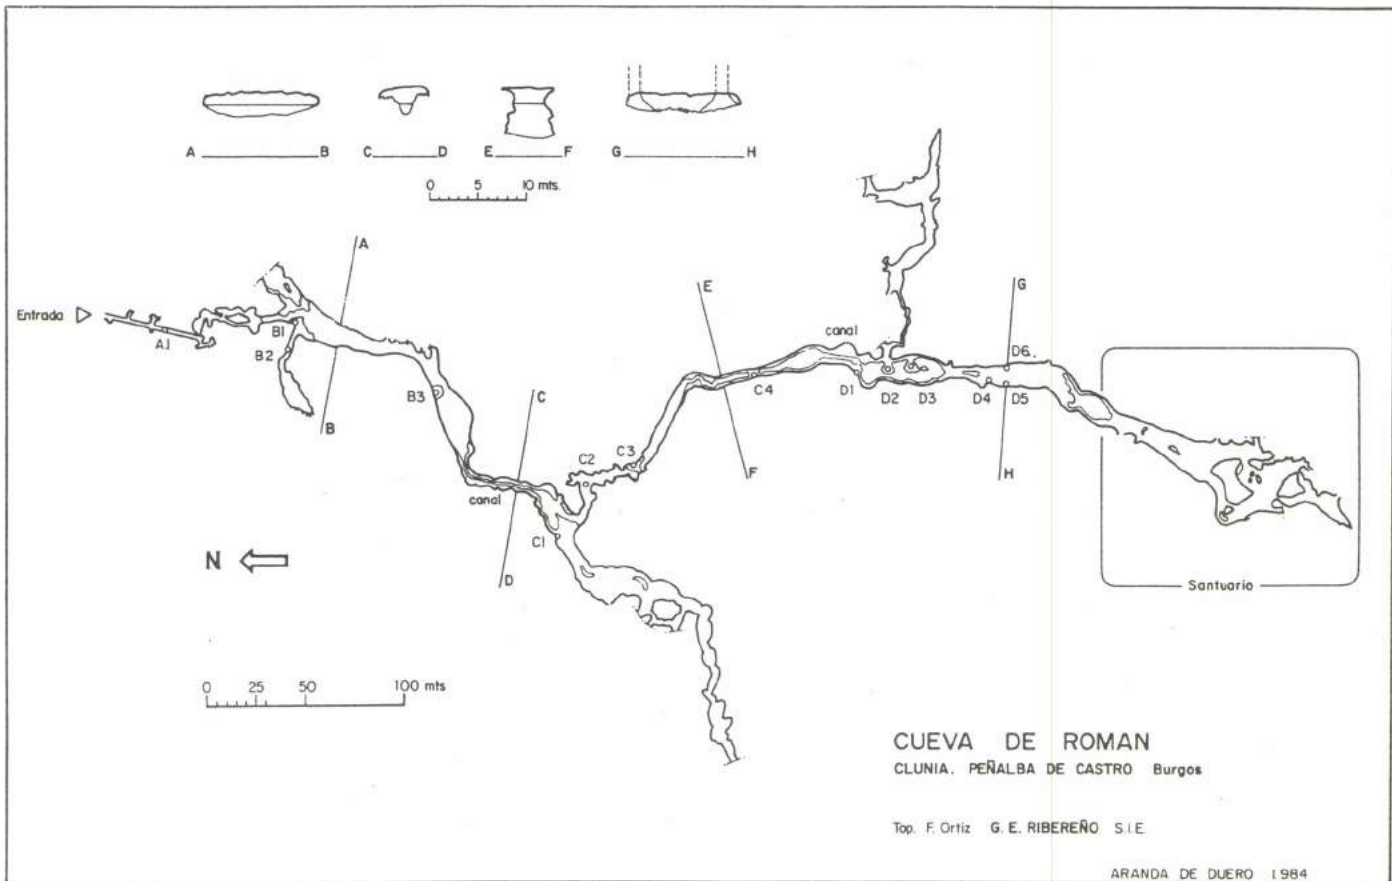 A B C D E F G H
0 5 10 mts.
A
E
G
Entrada
A.1
B1
canal
B2
D6.
B3
C4
D1 D2 D3 D4 D5
C
B
C2 C3
F
H
canal
C1
N
D
Santuario
0 25 50 100 mts
CUEVA DE ROMAN
CLUNIA. PEÑALBA DE CASTRO Burgos
Top. F. Ortiz G. E. RIBEREÑO S.I.E.
ARANDA DE DUERO 1984